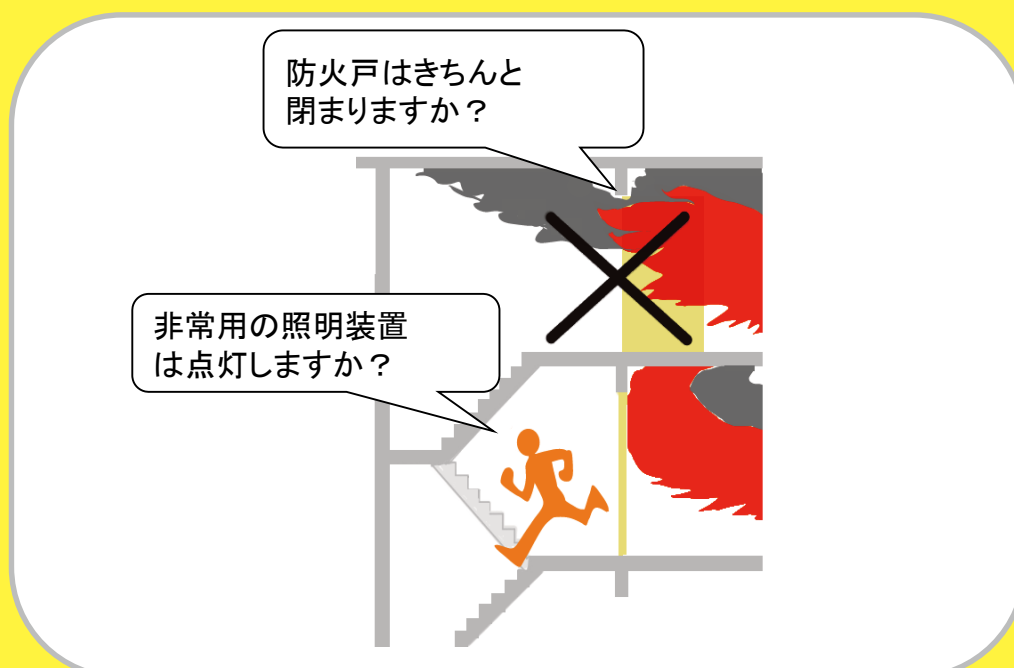 防火戸はきちんと
閉まりますか？
非常用の照明装置
は点灯しますか？